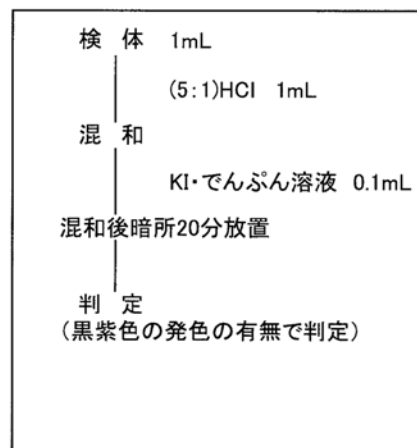 検 体 1mL
(5:1)HCl 1mL
混 和
KI・でんぷん溶液 0.1mL
混和後暗所20分放置
判 定
(黒紫色の発色の有無で判定)